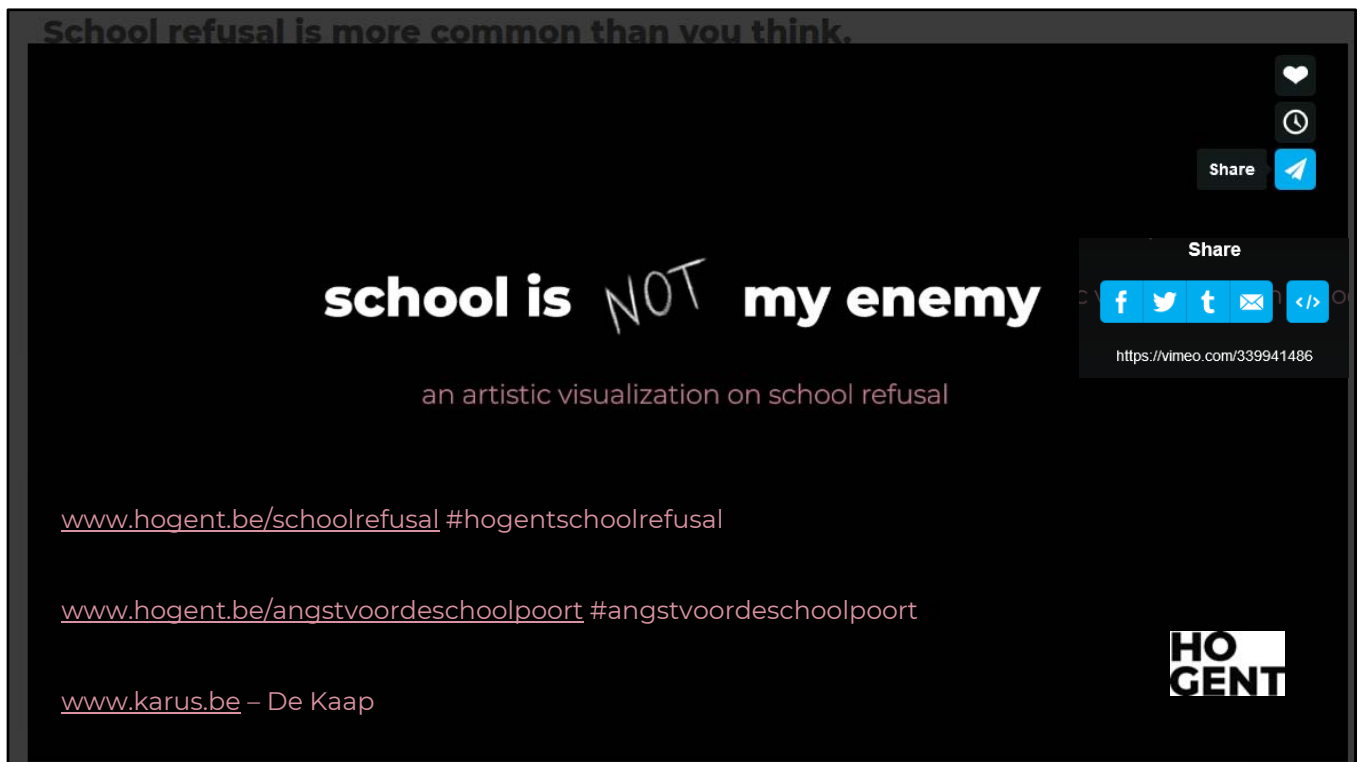 School refusal is more common than you think.
Share
Share
school is NOT my enemy
f t </>
https://vimeo.com/339941486
an artistic visualization on school refusal
www.hogent.be/schoolrefusal #hogentschoolrefusal
www.hogent.be/angstvoordeschoolpoort #angstvoordeschoolpoort
HO
GENT
www.karus.be – De Kaap